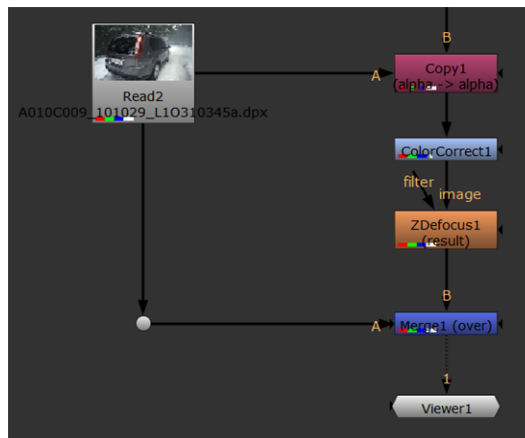 B
A
Copy1
(alpha -> alpha)
Read2
A010C009_101029_L1O310345a.dpx
ColorCorrect1
filter
image
ZDefocus1
(result)
B
A
Merge1 (over)
1
Viewer1